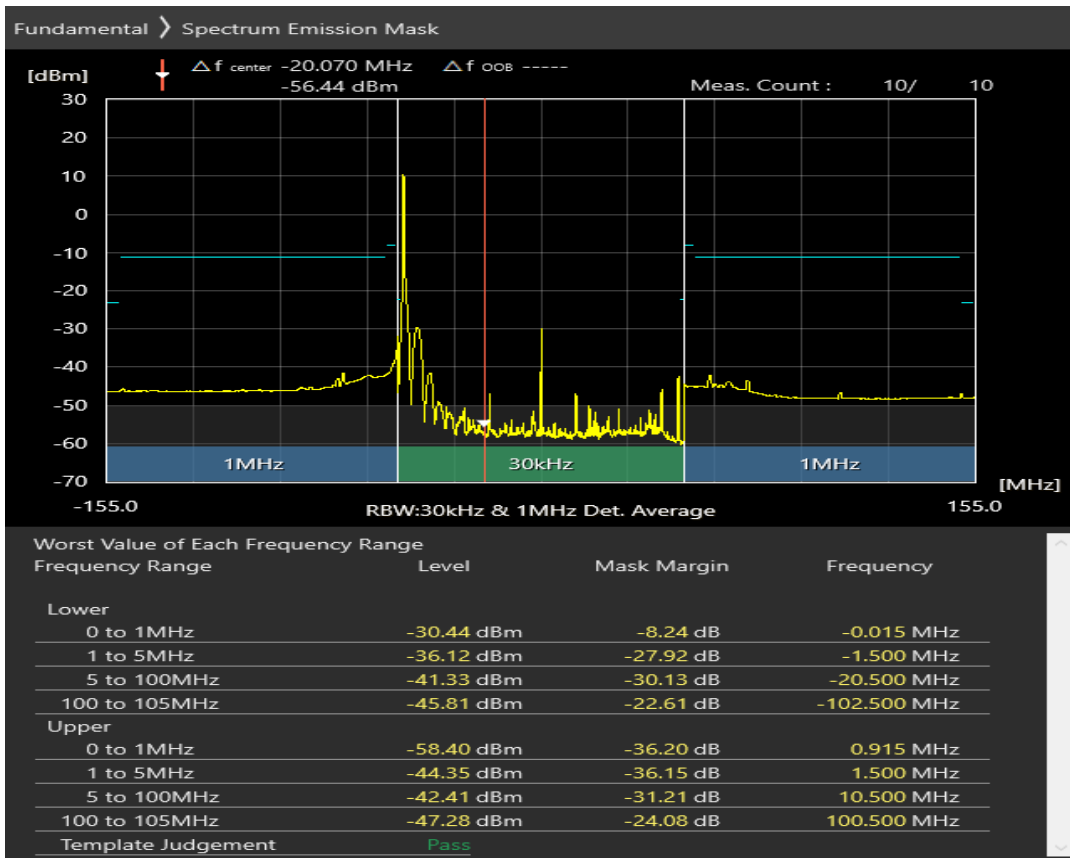 Fundamental ❯ Spectrum Emission Mask
[dBm] △f center -20.070 MHz △f OOB -----
-56.44 dBm Meas. Count : 10/ 10
30
20
10
0
-10
-20
-30
-40
-50
-60
1MHz 30kHz 1MHz
-70 [MHz]
-155.0 RBW:30kHz & 1MHz Det. Average 155.0
Worst Value of Each Frequency Range
Frequency Range Level Mask Margin Frequency
Lower
0 to 1MHz -30.44 dBm -8.24 dB -0.015 MHz
1 to 5MHz -36.12 dBm -27.92 dB -1.500 MHz
5 to 100MHz -41.33 dBm -30.13 dB -20.500 MHz
100 to 105MHz -45.81 dBm -22.61 dB -102.500 MHz
Upper
0 to 1MHz -58.40 dBm -36.20 dB 0.915 MHz
1 to 5MHz -44.35 dBm -36.15 dB 1.500 MHz
5 to 100MHz -42.41 dBm -31.21 dB 10.500 MHz
100 to 105MHz -47.28 dBm -24.08 dB 100.500 MHz
Template Judgement Pass